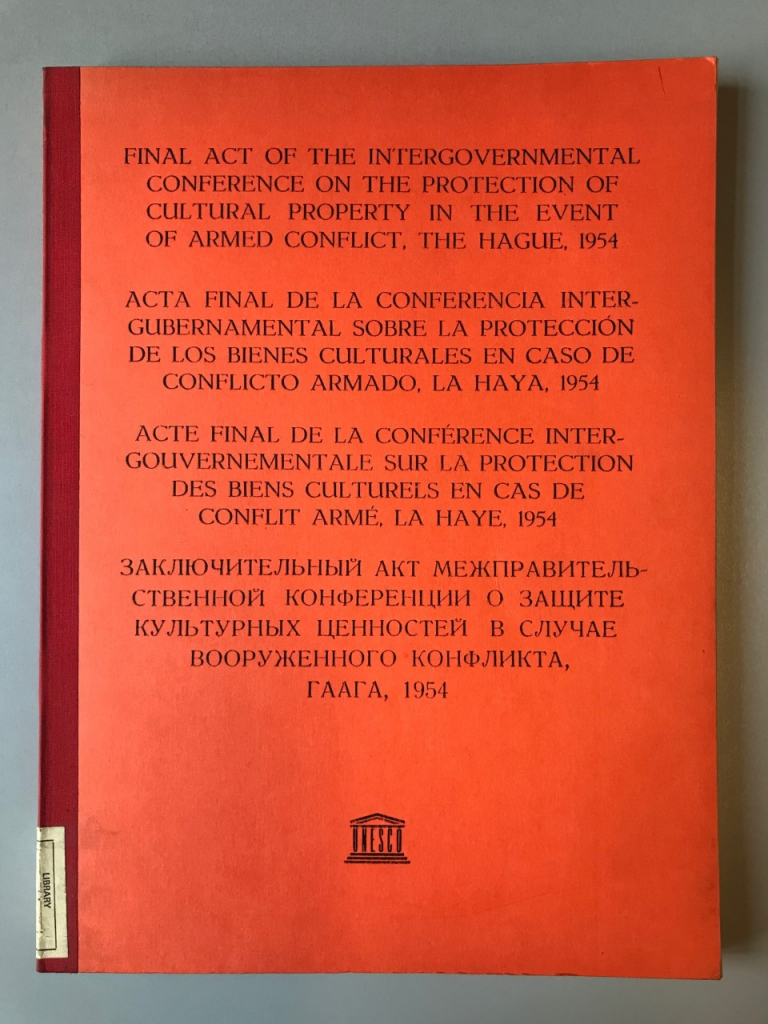 FINAL ACT OF THE INTERGOVERNMENTAL
CONFERENCE ON THE PROTECTION OF
CULTURAL PROPERTY IN THE EVENT
OF ARMED CONFLICT, THE HAGUE, 1954
ACTA FINAL DE LA CONFERENCIA INTER-
GUBERNAMENTAL SOBRE LA PROTECCIÓN
DE LOS BIENES CULTURALES EN CASO DE
CONFLICTO ARMADO, LA HAYA, 1954
ACTE FINAL DE LA CONFÉRENCE INTER-
GOUVERNEMENTALE SUR LA PROTECTION
DES BIENS CULTURELS EN CAS DE
CONFLIT ARMÉ, LA HAYE, 1954
ЗАКЛЮЧИТЕЛЬНЫЙ АКТ МЕЖПРАВИТЕЛЬ-
СТВЕННОЙ КОНФЕРЕНЦИИ О ЗАЩИТЕ
КУЛЬТУРНЫХ ЦЕННОСТЕЙ В СЛУЧАЕ
ВООРУЖЕННОГО КОНФЛИКТА,
ГААГА, 1954
UNESCO
LIBRARY